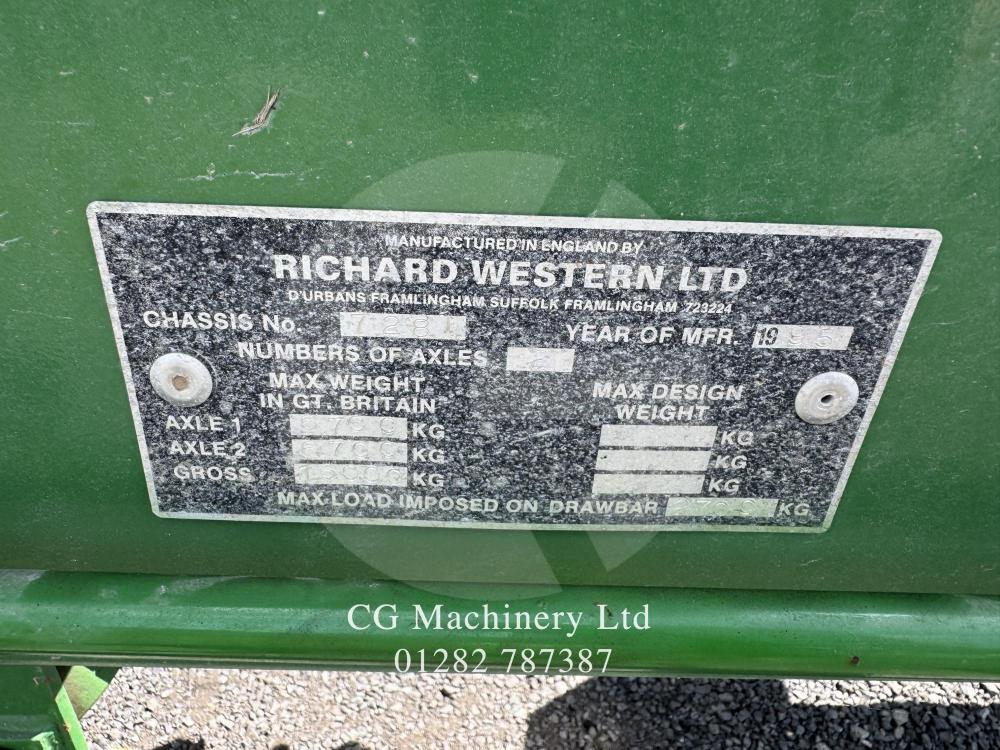 MANUFACTURED IN ENGLAND BY
RICHARD WESTERN LTD
D'URBANS FRAMLINGHAM SUFFOLK FRAMLINGHAM 723224
CHASSIS No. 7281 YEAR OF MFR. 1995
NUMBERS OF AXLES
MAX WEIGHT IN GT. BRITAIN
MAX DESIGN WEIGHT
AXLE 1 KG KG
AXLE 2 KG KG
GROSS KG KG
MAX LOAD IMPOSED ON DRAWBAR KG
CG Machinery Ltd
01282 787387